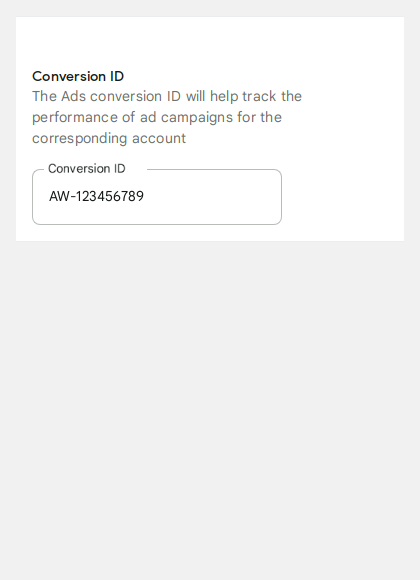 Conversion ID
The Ads conversion ID will help track the
performance of ad campaigns for the
corresponding account
Conversion ID
AW-123456789